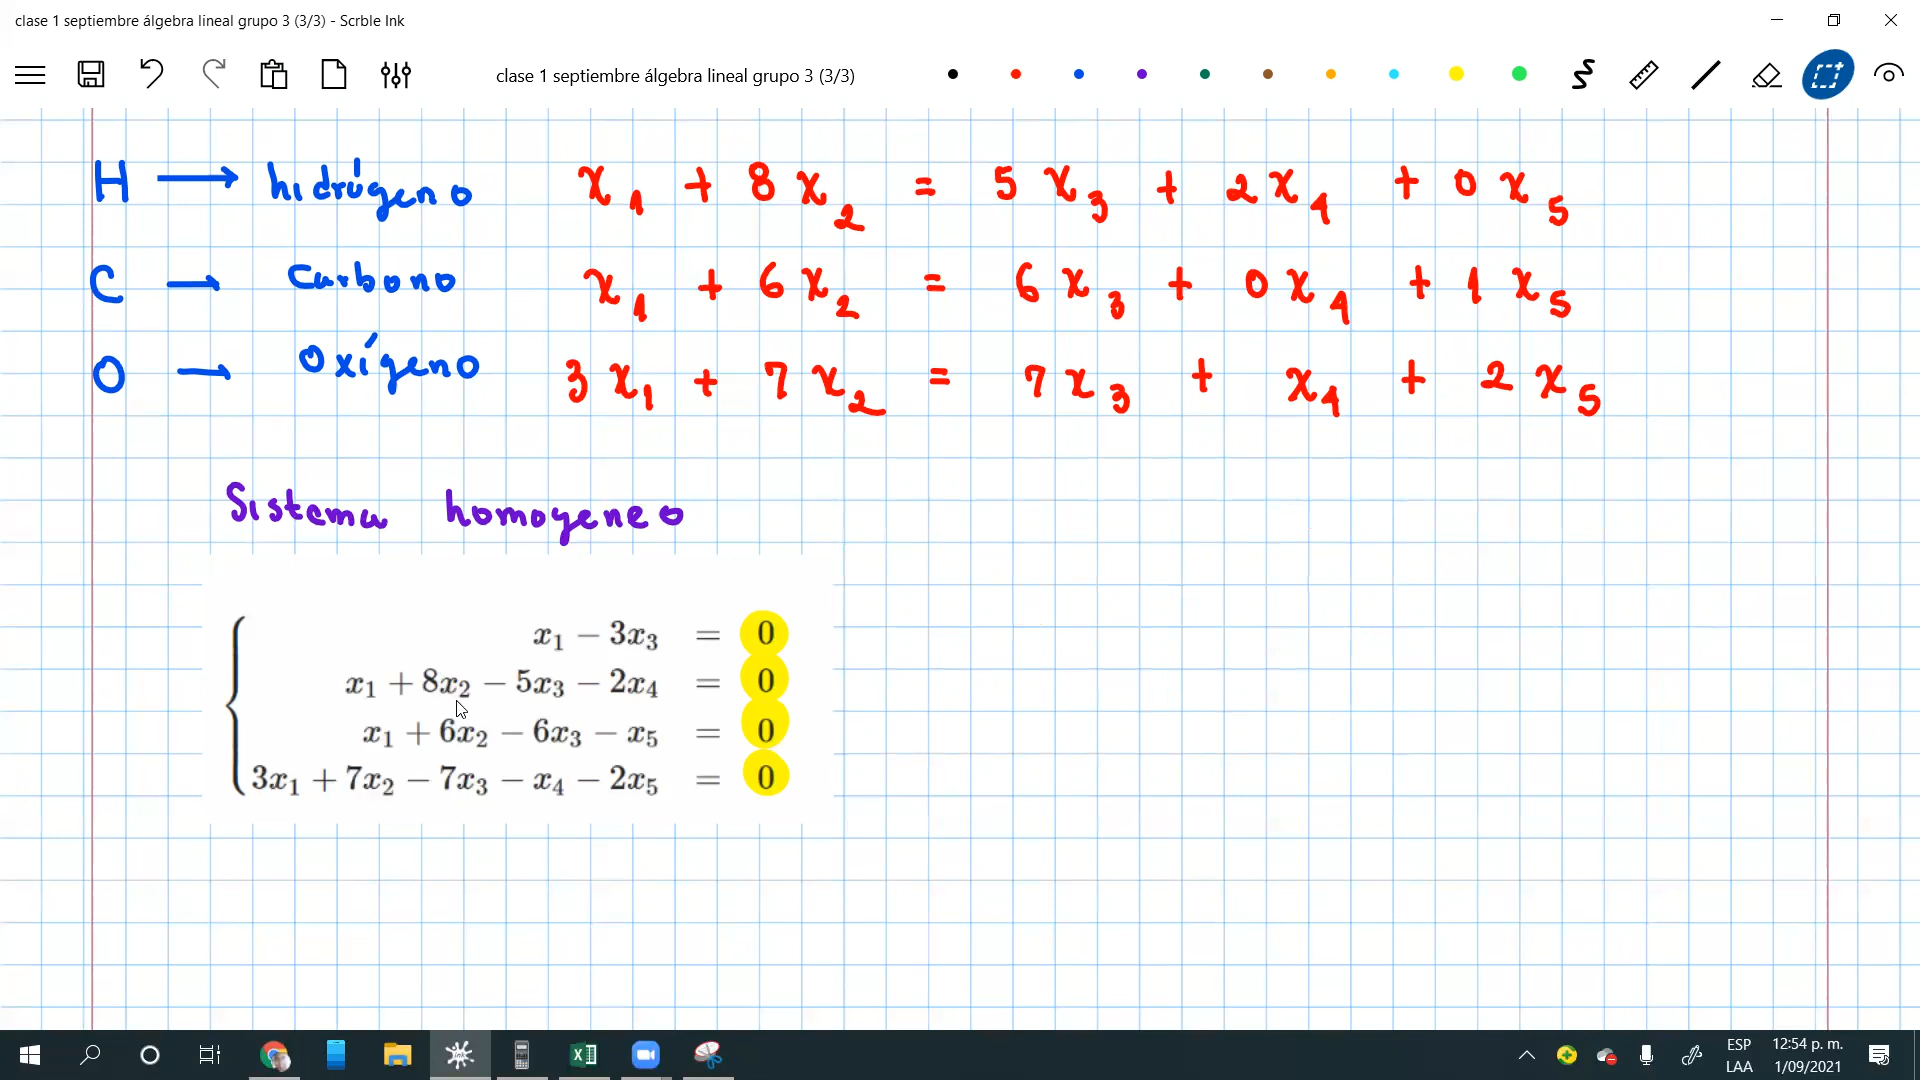 clase 1 septiembre álgebra lineal grupo 3 (3/3) - Scrble Ink
clase 1 septiembre álgebra lineal grupo 3 (3/3)
H → hidrógeno x₁ + 8x₂ = 5x₃ + 2x₄ + 0x₅
C → Carbono x₁ + 6x₂ = 6x₃ + 0x₄ + 1x₅
O → Oxígeno 3x₁ + 7x₂ = 7x₃ + x₄ + 2x₅
Sistema homogeneo
x₁ − 3x₃ = 0
x₁ + 8x₂ − 5x₃ − 2x₄ = 0
x₁ + 6x₂ − 6x₃ − x₅ = 0
3x₁ + 7x₂ − 7x₃ − x₄ − 2x₅ = 0
ESP 12:54 p. m.
LAA 1/09/2021